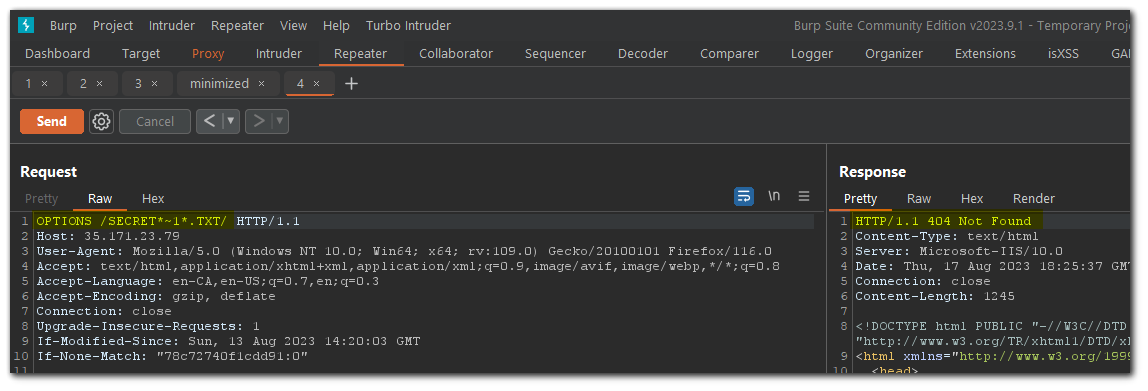 Burp Project Intruder Repeater View Help Turbo Intruder Burp Suite Community Edition v2023.9.1 - Temporary Proj
Dashboard Target Proxy Intruder Repeater Collaborator Sequencer Decoder Comparer Logger Organizer Extensions isXSS GA
1 × 2 × 3 × minimized × 4 × +
Send Cancel < ▼ > ▼
Request
Pretty Raw Hex \n
1 OPTIONS /SECRET*~1*.TXT/ HTTP/1.1
2 Host: 35.171.23.79
3 User-Agent: Mozilla/5.0 (Windows NT 10.0; Win64; x64; rv:109.0) Gecko/20100101 Firefox/116.0
4 Accept: text/html,application/xhtml+xml,application/xml;q=0.9,image/avif,image/webp,*/*;q=0.8
5 Accept-Language: en-CA,en-US;q=0.7,en;q=0.3
6 Accept-Encoding: gzip, deflate
7 Connection: close
8 Upgrade-Insecure-Requests: 1
9 If-Modified-Since: Sun, 13 Aug 2023 14:20:03 GMT
10 If-None-Match: "78c72740f1cdd91:0"
Response
Pretty Raw Hex Render
1 HTTP/1.1 404 Not Found
2 Content-Type: text/html
3 Server: Microsoft-IIS/10.0
4 Date: Thu, 17 Aug 2023 18:25:37 GMT
5 Connection: close
6 Content-Length: 1245
7
8 <!DOCTYPE html PUBLIC "-//W3C//DTD
"http://www.w3.org/TR/xhtml1/DTD/x
9 <html xmlns="http://www.w3.org/1999
10 <head>